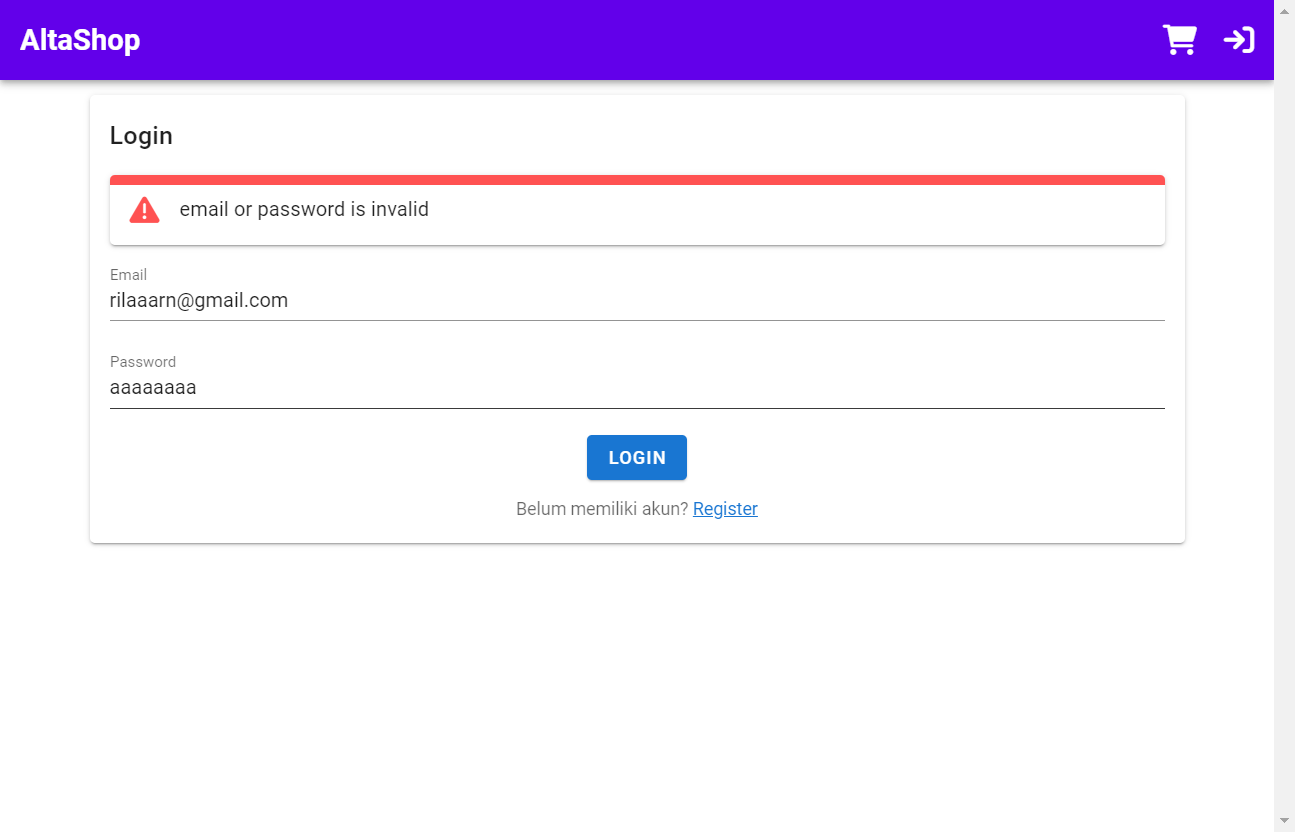 AltaShop
Login
email or password is invalid
Email
rilaaarn@gmail.com
Password
aaaaaaaa
LOGIN
Belum memiliki akun? Register